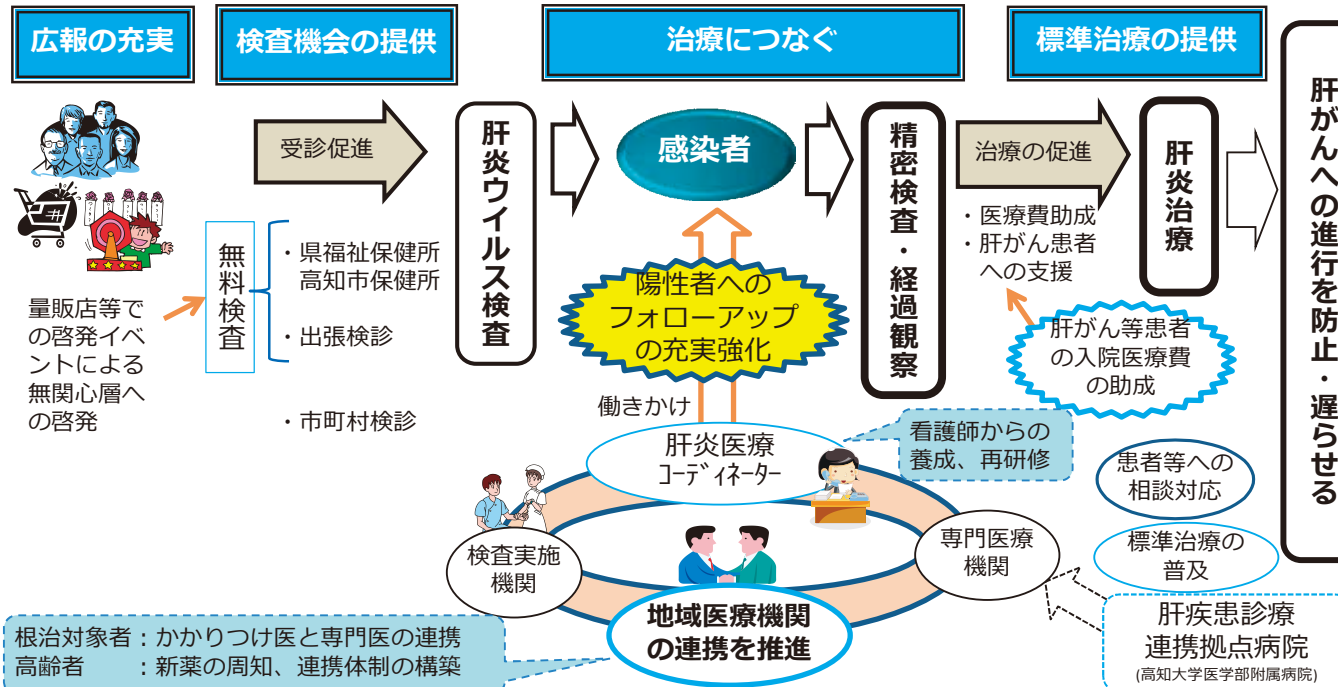 広報の充実
検査機会の提供
治療につなぐ
標準治療の提供
受診促進
肝炎ウイルス検査
感染者
精密検査・経過観察
治療の促進
肝炎治療
肝がんへの進行を防止・遅らせる
・医療費助成
・肝がん患者
への支援
無料検査
・県福祉保健所
高知市保健所
・出張検診
・市町村検診
量販店等で
の啓発イベ
ントによる
無関心層へ
の啓発
陽性者への
フォローアップ
の充実強化
肝がん等患者
の入院医療費
の助成
働きかけ
肝炎医療
ｺｰﾃﾞｨﾈｰﾀｰ
看護師からの
養成、再研修
患者等への
相談対応
検査実施
機関
専門医療
機関
標準治療の
普及
地域医療機関
の連携を推進
根治対象者：かかりつけ医と専門医の連携
高齢者　　：新薬の周知、連携体制の構築
肝疾患診療
連携拠点病院
(高知大学医学部附属病院)